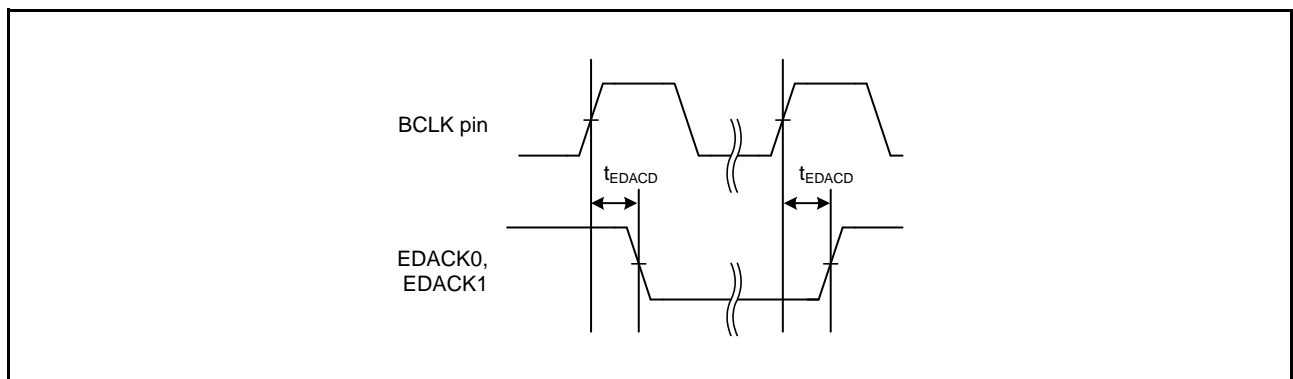 BCLK pin
tEDACD
tEDACD
EDACK0,
EDACK1